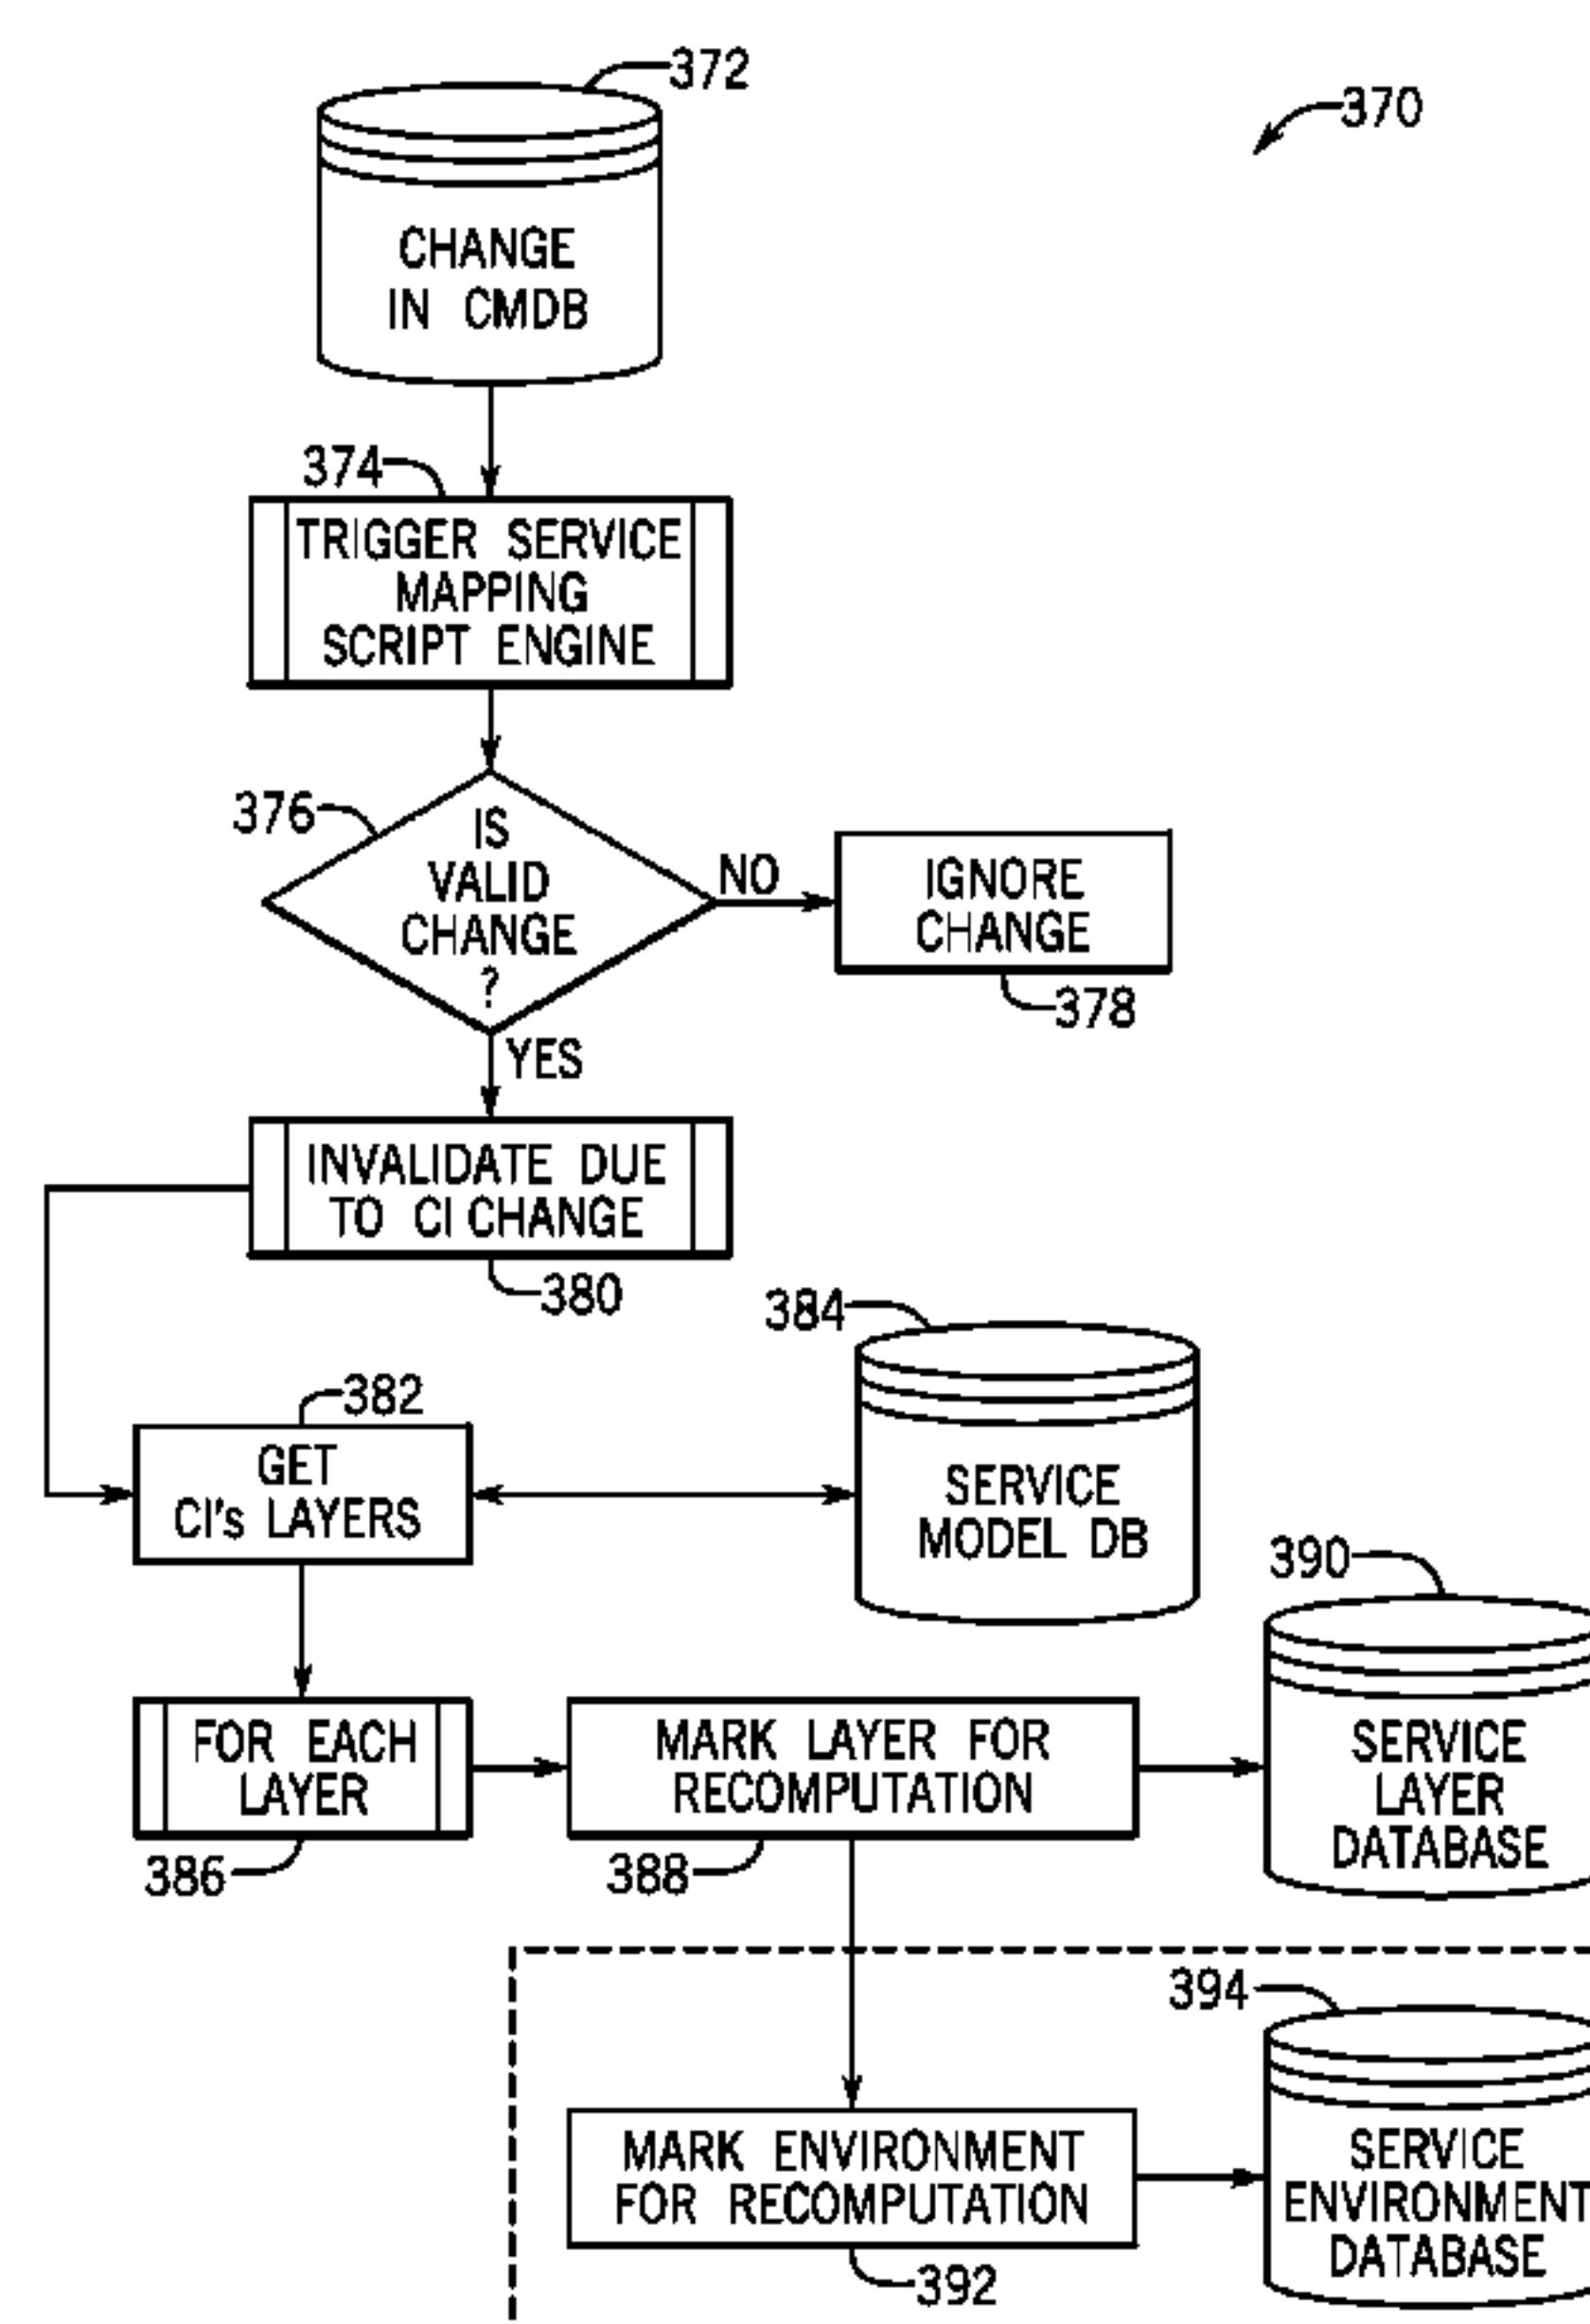 372
370
CHANGE
IN CMDB
374
TRIGGER SERVICE
MAPPING
SCRIPT ENGINE
376
IS
VALID
CHANGE
?
NO
IGNORE
CHANGE
378
YES
INVALIDATE DUE
TO CI CHANGE
380
384
382
GET
CI's LAYERS
SERVICE
MODEL DB
390
FOR EACH
LAYER
386
MARK LAYER FOR
RECOMPUTATION
388
SERVICE
LAYER
DATABASE
394
MARK ENVIRONMENT
FOR RECOMPUTATION
392
SERVICE
ENVIRONMENT
DATABASE